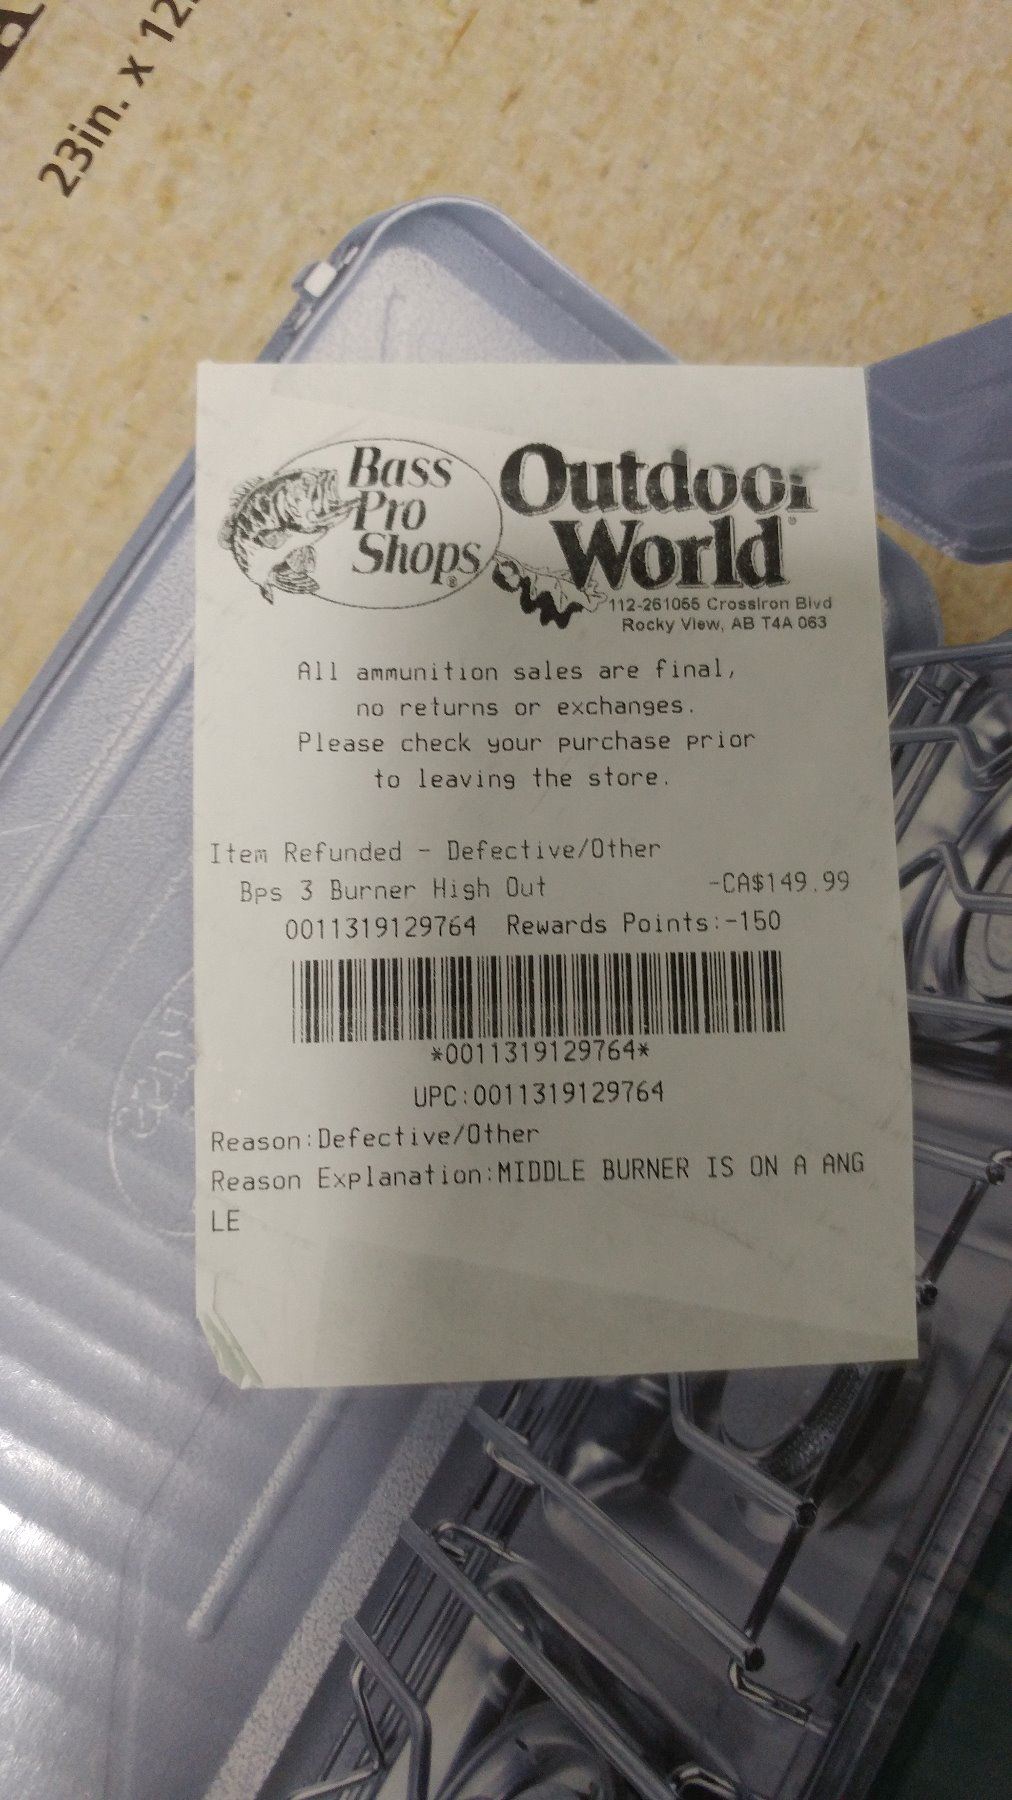 23in. x 12
Bass
Pro
Shops®
Outdoor
World®
112-261055 CrossIron Blvd
Rocky View, AB T4A 063
All ammunition sales are final,
no returns or exchanges.
Please check your purchase prior
to leaving the store.
Item Refunded - Defective/Other
Bps 3 Burner High Out -CA$149.99
0011319129764 Rewards Points:-150
*0011319129764*
UPC:0011319129764
Reason:Defective/Other
Reason Explanation:MIDDLE BURNER IS ON A ANG
LE